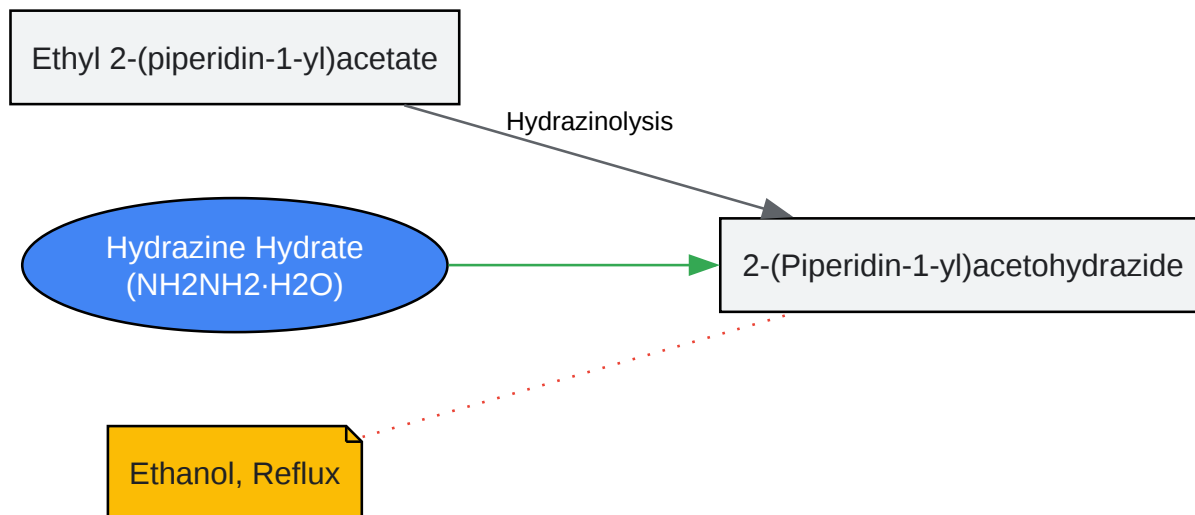 Ethyl 2-(piperidin-1-yl)acetate
Hydrazinolysis
Hydrazine Hydrate
(NH2NH2·H2O)
2-(Piperidin-1-yl)acetohydrazide
Ethanol, Reflux